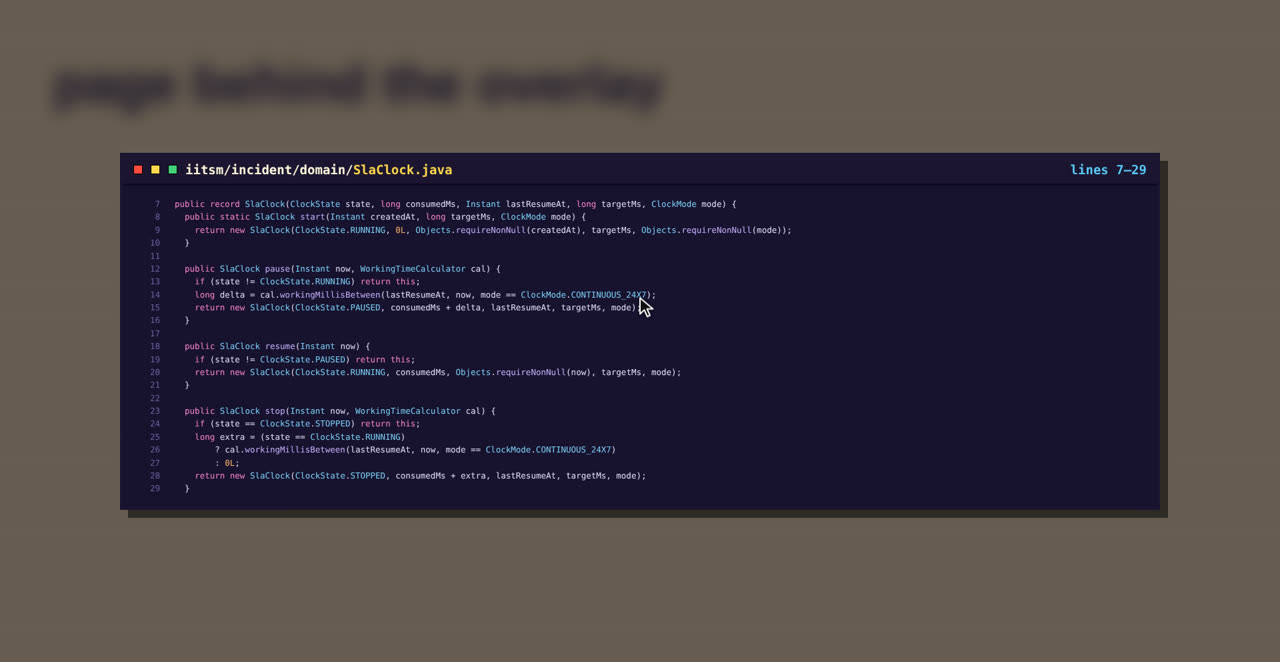 page behind the overlay
iitsm/incident/domain/SlaClock.java lines 7–29
7 public record SlaClock(ClockState state, long consumedMs, Instant lastResumeAt, long targetMs, ClockMode mode) {
8   public static SlaClock start(Instant createdAt, long targetMs, ClockMode mode) {
9     return new SlaClock(ClockState.RUNNING, 0L, Objects.requireNonNull(createdAt), targetMs, Objects.requireNonNull(mode));
10   }
11
12   public SlaClock pause(Instant now, WorkingTimeCalculator cal) {
13     if (state != ClockState.RUNNING) return this;
14     long delta = cal.workingMillisBetween(lastResumeAt, now, mode == ClockMode.CONTINUOUS_24X7);
15     return new SlaClock(ClockState.PAUSED, consumedMs + delta, lastResumeAt, targetMs, mode);
16   }
17
18   public SlaClock resume(Instant now) {
19     if (state != ClockState.PAUSED) return this;
20     return new SlaClock(ClockState.RUNNING, consumedMs, Objects.requireNonNull(now), targetMs, mode);
21   }
22
23   public SlaClock stop(Instant now, WorkingTimeCalculator cal) {
24     if (state == ClockState.STOPPED) return this;
25     long extra = (state == ClockState.RUNNING)
26         ? cal.workingMillisBetween(lastResumeAt, now, mode == ClockMode.CONTINUOUS_24X7)
27         : 0L;
28     return new SlaClock(ClockState.STOPPED, consumedMs + extra, lastResumeAt, targetMs, mode);
29   }